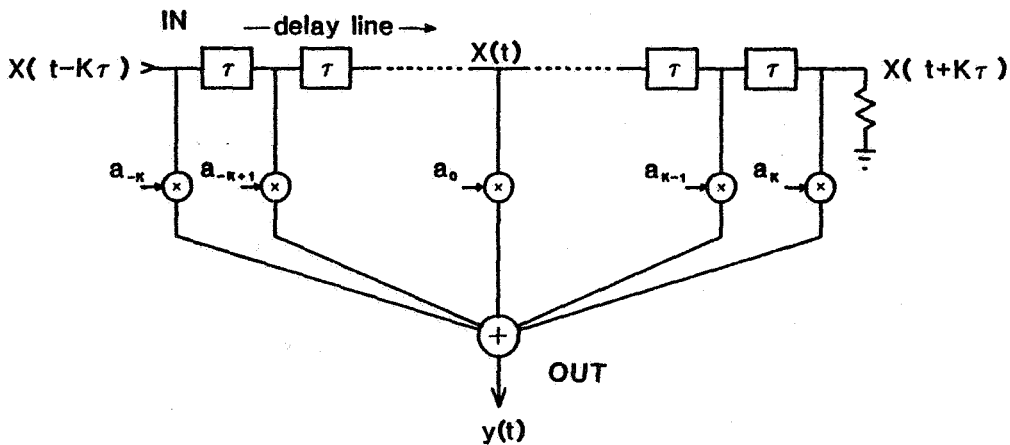 IN
—delay line→
X( t-Kτ )
τ
τ
X(t)
τ
τ
X( t+Kτ )
a₋ₖ
×
a₋ₖ₊₁
×
a₀
×
aₖ₋₁
×
aₖ
×
+
OUT
y(t)